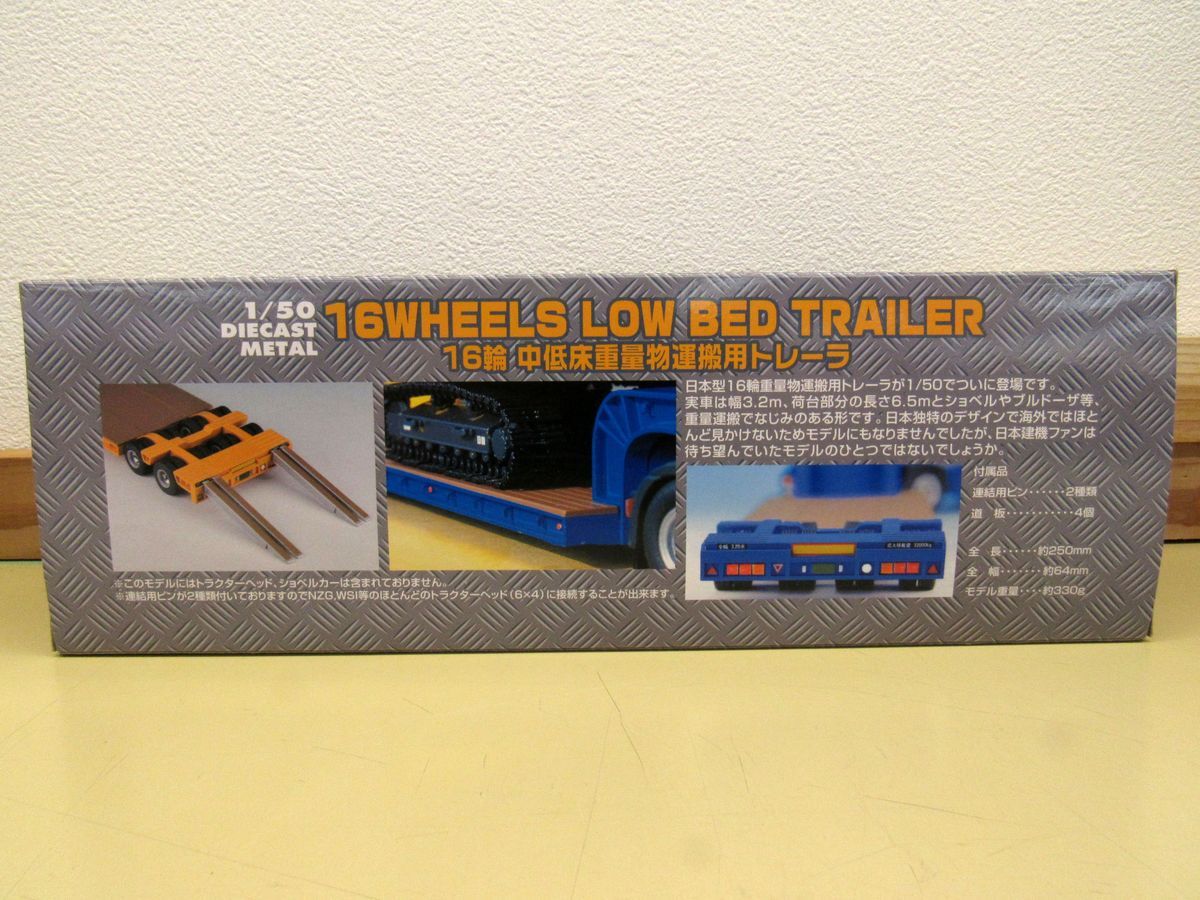 1/50
DIECAST
METAL
16WHEELS LOW BED TRAILER
16輪 中低床重量物運搬用トレーラ
日本型16輪重量物運搬用トレーラが1/50でついに登場です。
実車は幅3.2m、荷台部分の長さ6.5mとショベルやブルドーザ等、
重量運搬でなじみのある形です。日本独特のデザインで海外ではほと
んど見かけないためモデルにもなりませんでしたが、日本建機ファンは
待ち望んでいたモデルのひとつではないでしょうか。
付属品
連結用ピン‥‥‥2種類
道 板‥‥‥‥‥‥4個
全 長‥‥‥約250mm
全 幅‥‥‥約64mm
モデル重量‥‥約330g
※このモデルにはトラクターヘッド、ショベルカーは含まれておりません。
※連結用ピンが2種類付いておりますのでNZG,WSI等のほとんどのトラクターヘッド(6×4)に接続することが出来ます。